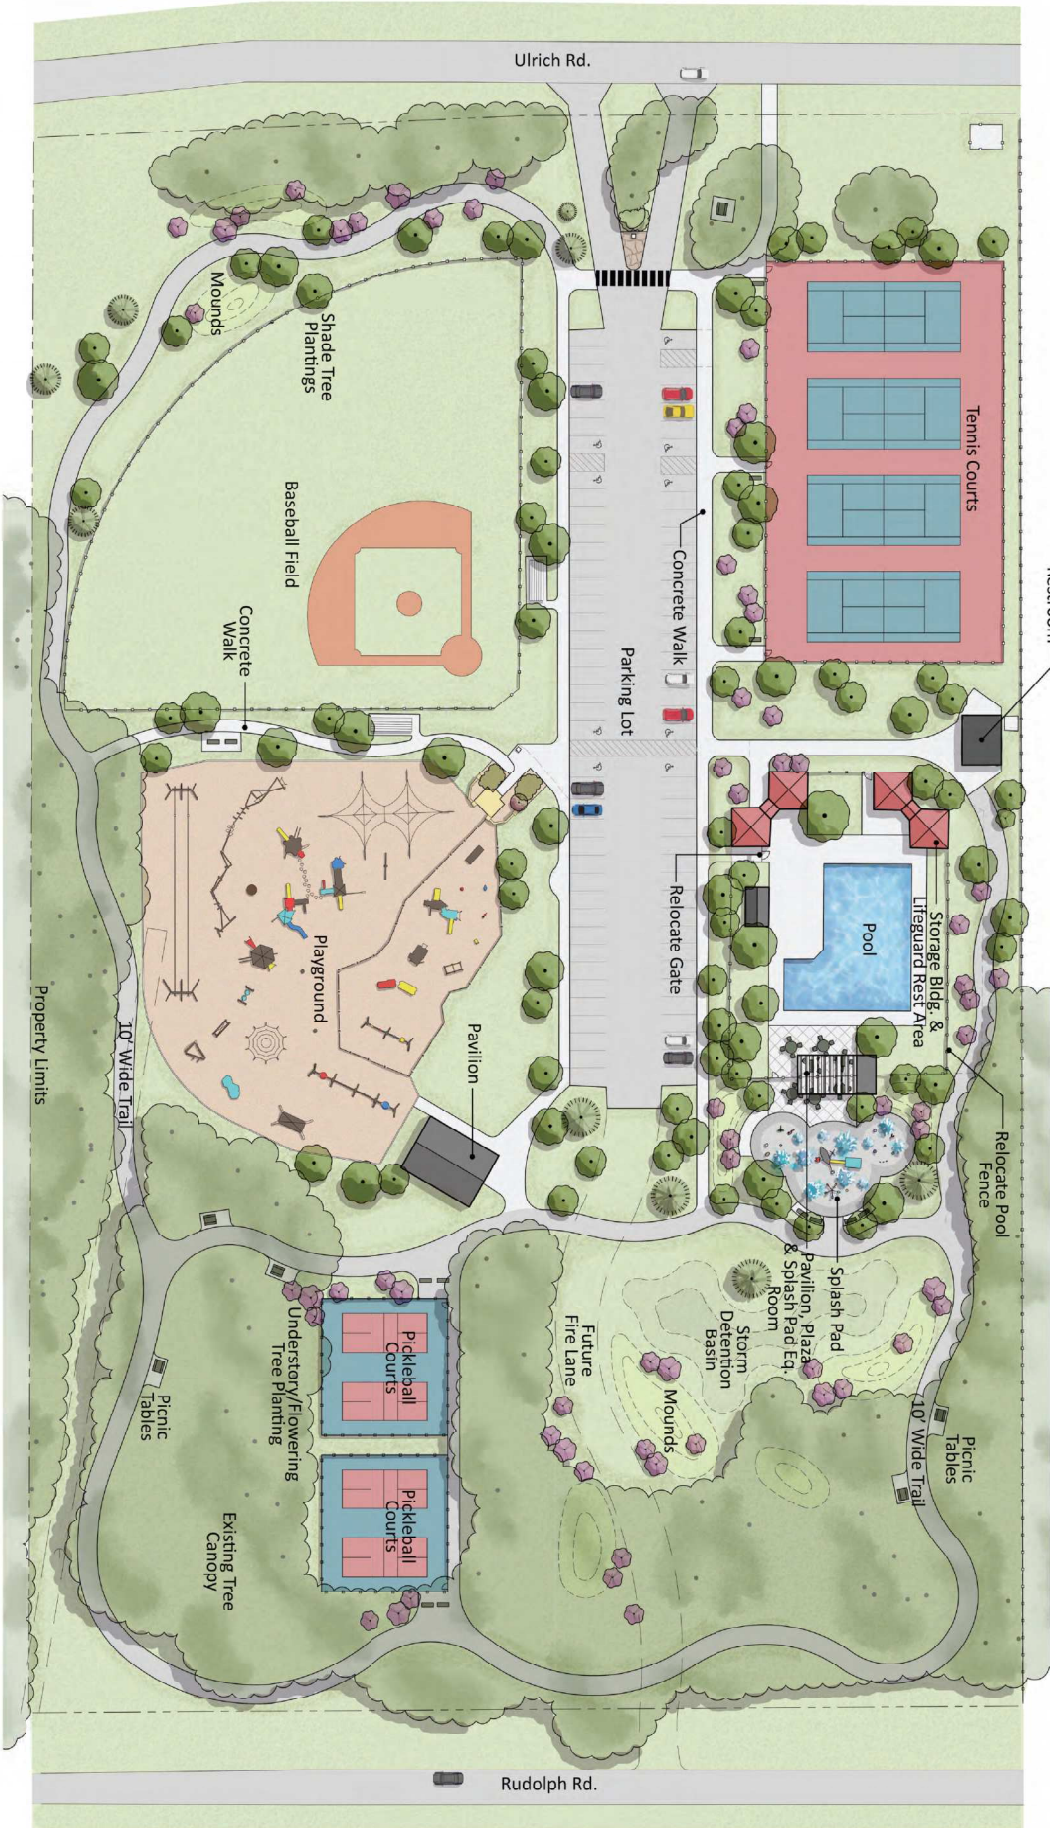 Ulrich Rd.
Mounds
Shade Tree
Plantings
Tennis Courts
Baseball Field
Concrete Walk
Concrete
Walk
Parking Lot
Relocate Gate
Pool
Storage Bldg. &
Lifeguard Rest Area
Playground
Pavilion
Property Limits
10' Wide Trail
Relocate Pool
Fence
Splash Pad
Pavilion, Plaza
& Splash Pad Eq.
Room
Storm
Detention
Basin
Future
Fire Lane
Mounds
Pickleball
Courts
Understory/Flowering
Tree Planting
Picnic
Tables
10' Wide Trail
Picnic
Tables
Pickleball
Courts
Existing Tree
Canopy
Rudolph Rd.